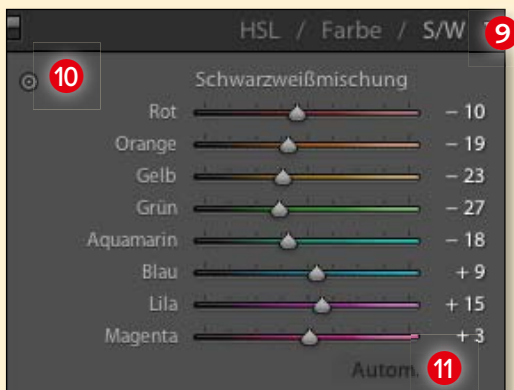 HSL / Farbe / S/W 9
10 Schwarzweißmischung
Rot − 10
Orange − 19
Gelb − 23
Grün − 27
Aquamarin − 18
Blau + 9
Lila + 15
Magenta + 3
Autom. 11